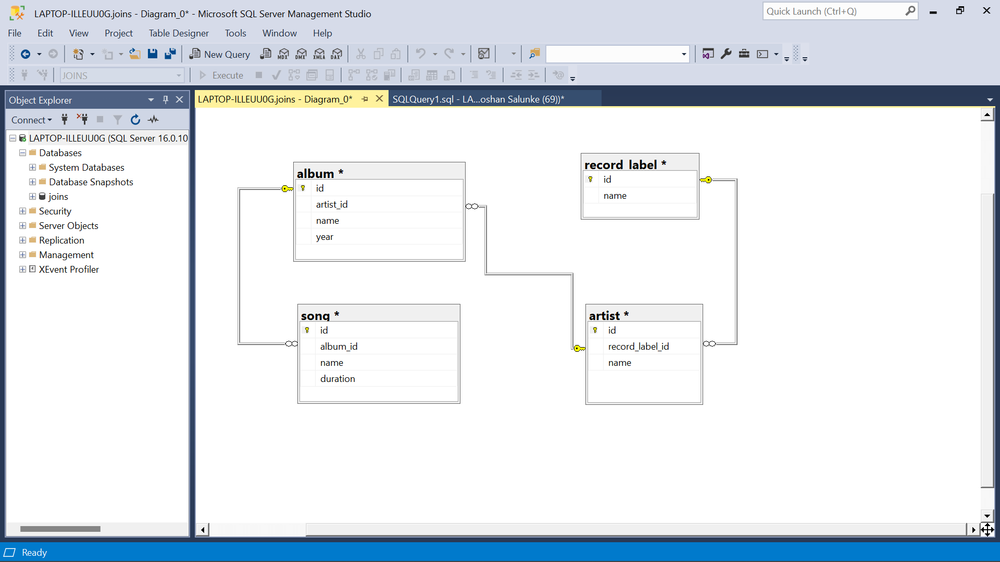 LAPTOP-ILLEUU0G.joins - Diagram_0* - Microsoft SQL Server Management Studio
Quick Launch (Ctrl+Q)
File Edit View Project Table Designer Tools Window Help
New Query MDX DMX XMLA DAX
JOINS Execute
Object Explorer
LAPTOP-ILLEUU0G.joins - Diagram_0*
SQLQuery1.sql - LA...oshan Salunke (69))*
Connect
LAPTOP-ILLEUU0G (SQL Server 16.0.10
Databases
System Databases
Database Snapshots
joins
Security
Server Objects
Replication
Management
XEvent Profiler
album *
id
artist_id
name
year
record_label *
id
name
song *
id
album_id
name
duration
artist *
id
record_label_id
name
Ready